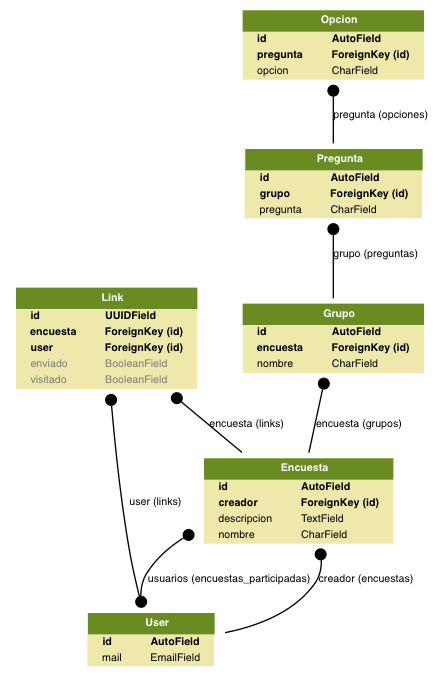 Opcion
id AutoField
pregunta ForeignKey (id)
opcion CharField
pregunta (opciones)
Pregunta
id AutoField
grupo ForeignKey (id)
pregunta CharField
grupo (preguntas)
Link
id UUIDField
encuesta ForeignKey (id)
user ForeignKey (id)
enviado BooleanField
visitado BooleanField
Grupo
id AutoField
encuesta ForeignKey (id)
nombre CharField
encuesta (links)
encuesta (grupos)
Encuesta
id AutoField
creador ForeignKey (id)
descripcion TextField
nombre CharField
user (links)
usuarios (encuestas_participadas)
creador (encuestas)
User
id AutoField
mail EmailField